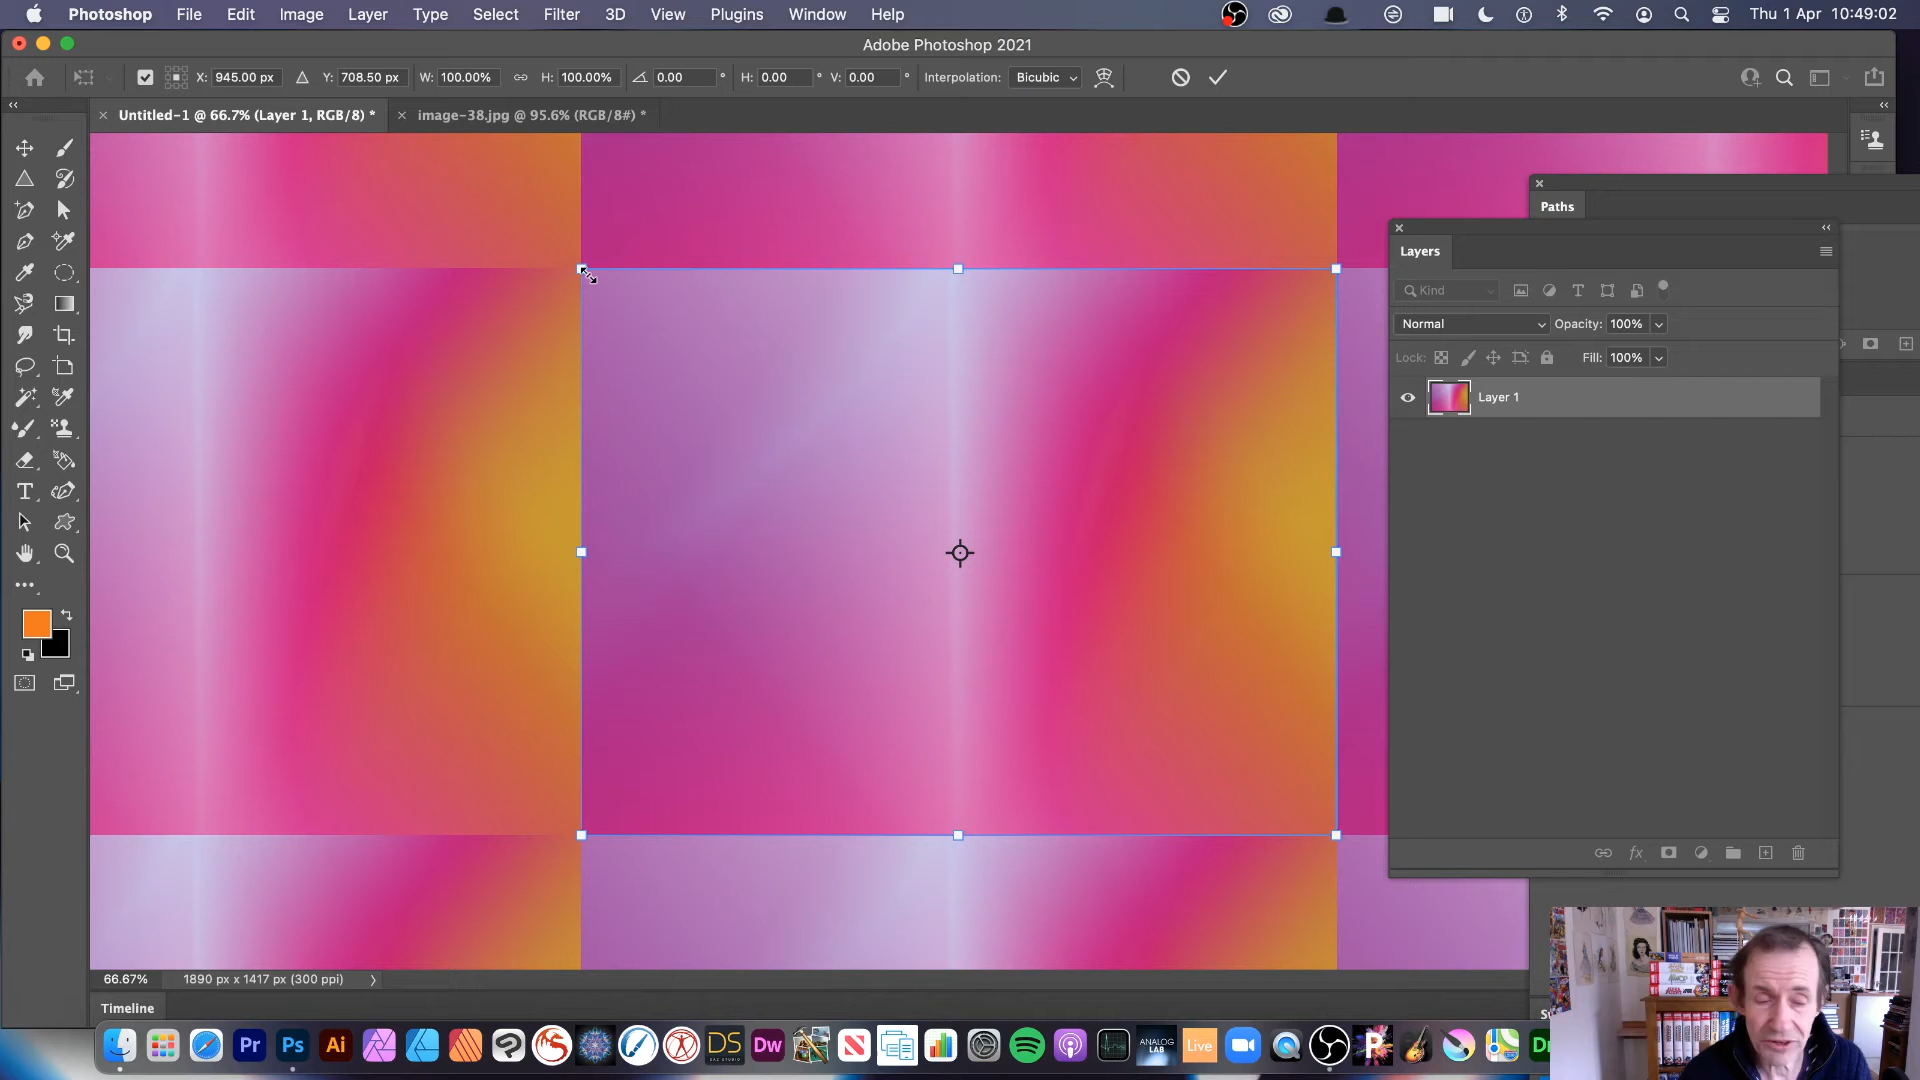 Photoshop File Edit Image Layer Type Select Filter 3D View Plugins Window Help Thu 1 Apr 10:49:02
Adobe Photoshop 2021
X: 945.00 px Y: 708.50 px W: 100.00% H: 100.00% 0.00 ° H: 0.00 ° V: 0.00 ° Interpolation: Bicubic
Untitled-1 @ 66.7% (Layer 1, RGB/8) * image-38.jpg @ 95.6% (RGB/8#) *
Paths
Layers
Kind
Normal Opacity: 100%
Lock: Fill: 100%
Layer 1
66.67% 1890 px x 1417 px (300 ppi)
Timeline
Pr Ps Ai DS Dw ANALOG LAB Live P